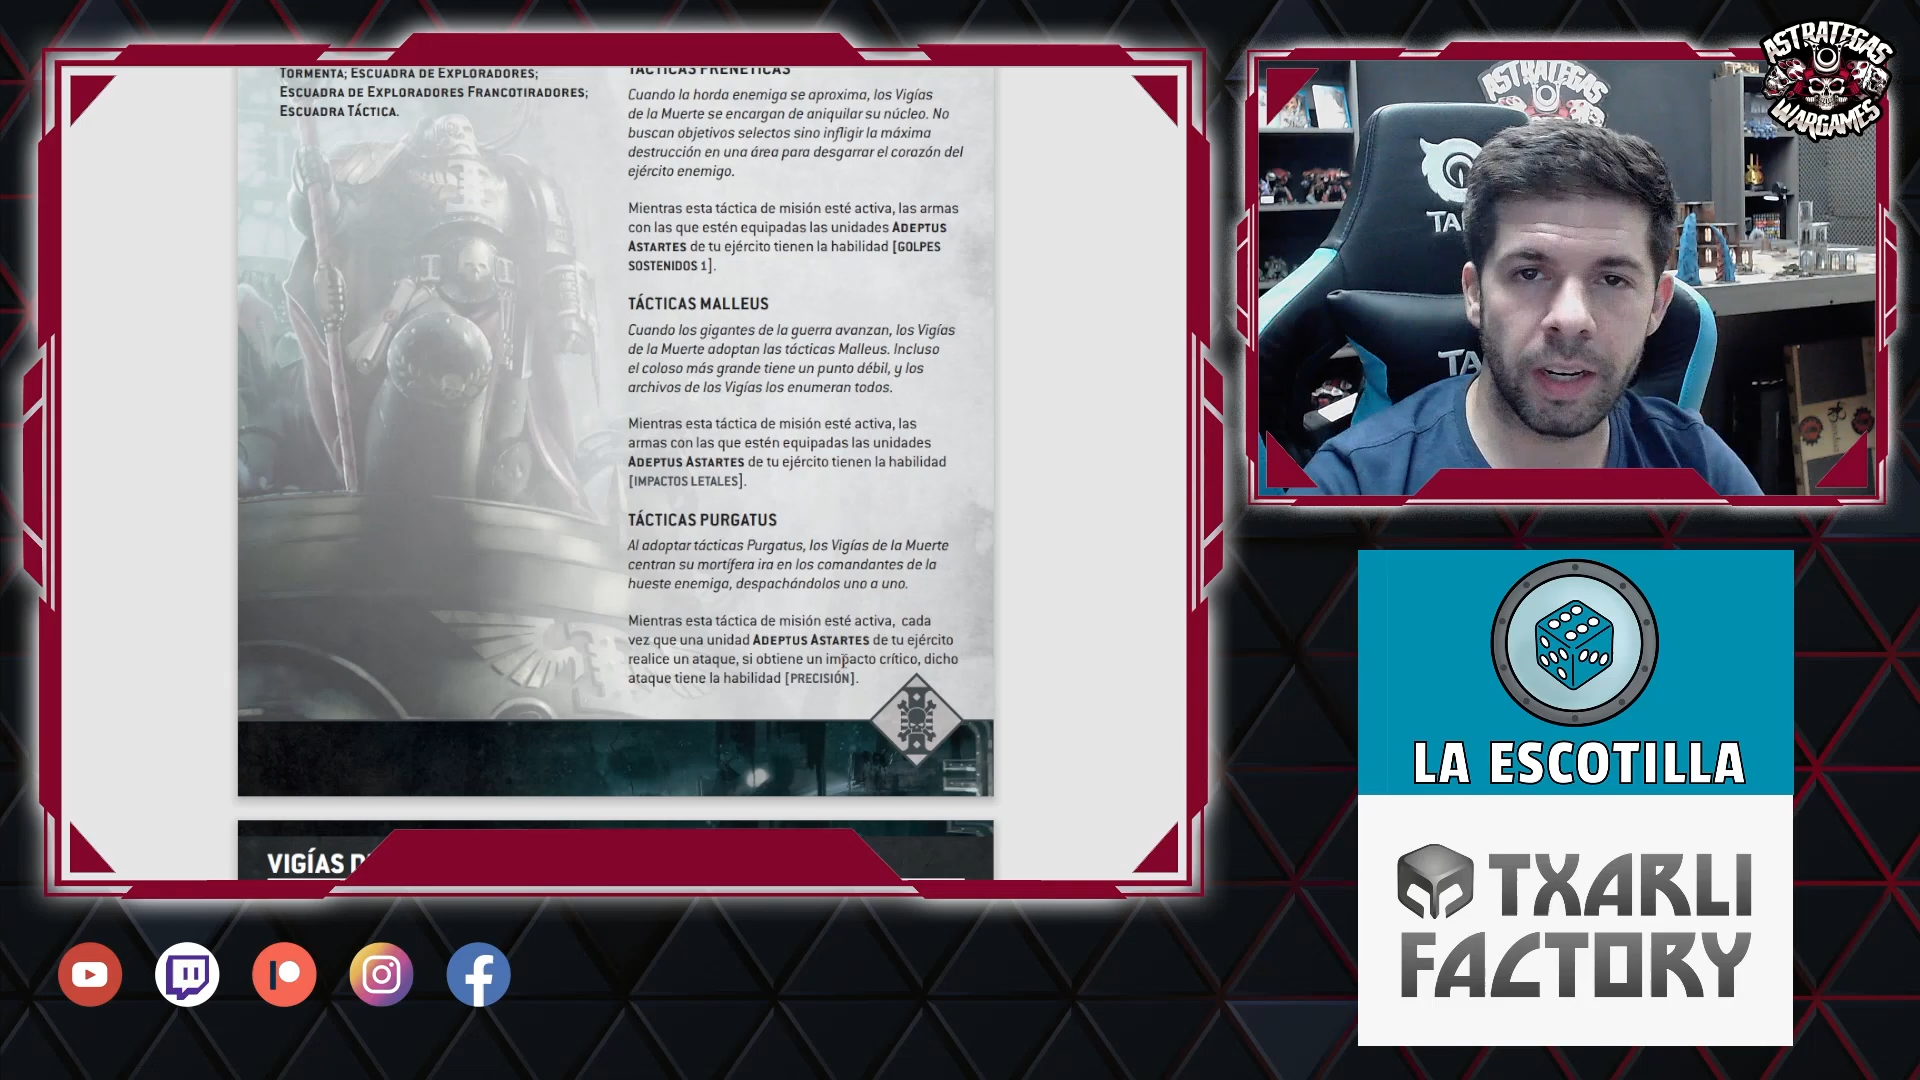 TORMENTA; ESCUADRA DE EXPLORADORES;
ESCUADRA DE EXPLORADORES FRANCOTIRADORES;
ESCUADRA TÁCTICA.
TÁCTICAS FRENÉTICAS
Cuando la horda enemiga se aproxima, los Vigías
de la Muerte se encargan de aniquilar su núcleo. No
buscan objetivos selectos sino infligir la máxima
destrucción en una área para desgarrar el corazón del
ejército enemigo.
Mientras esta táctica de misión esté activa, las armas
con las que estén equipadas las unidades ADEPTUS
ASTARTES de tu ejército tienen la habilidad [GOLPES
SOSTENIDOS 1].
TÁCTICAS MALLEUS
Cuando los gigantes de la guerra avanzan, los Vigías
de la Muerte adoptan las tácticas Malleus. Incluso
el coloso más grande tiene un punto débil, y los
archivos de los Vigías los enumeran todos.
Mientras esta táctica de misión esté activa, las
armas con las que estén equipadas las unidades
ADEPTUS ASTARTES de tu ejército tienen la habilidad
[IMPACTOS LETALES].
TÁCTICAS PURGATUS
Al adoptar tácticas Purgatus, los Vigías de la Muerte
centran su mortífera ira en los comandantes de la
hueste enemiga, despachándolos uno a uno.
Mientras esta táctica de misión esté activa, cada
vez que una unidad ADEPTUS ASTARTES de tu ejército
realice un ataque, si obtiene un impacto crítico, dicho
ataque tiene la habilidad [PRECISIÓN].
VIGÍAS
ASTRATEGAS
WARGAMES
ASTRATEGAS
TA
TA
LA ESCOTILLA
TXARLI
FACTORY